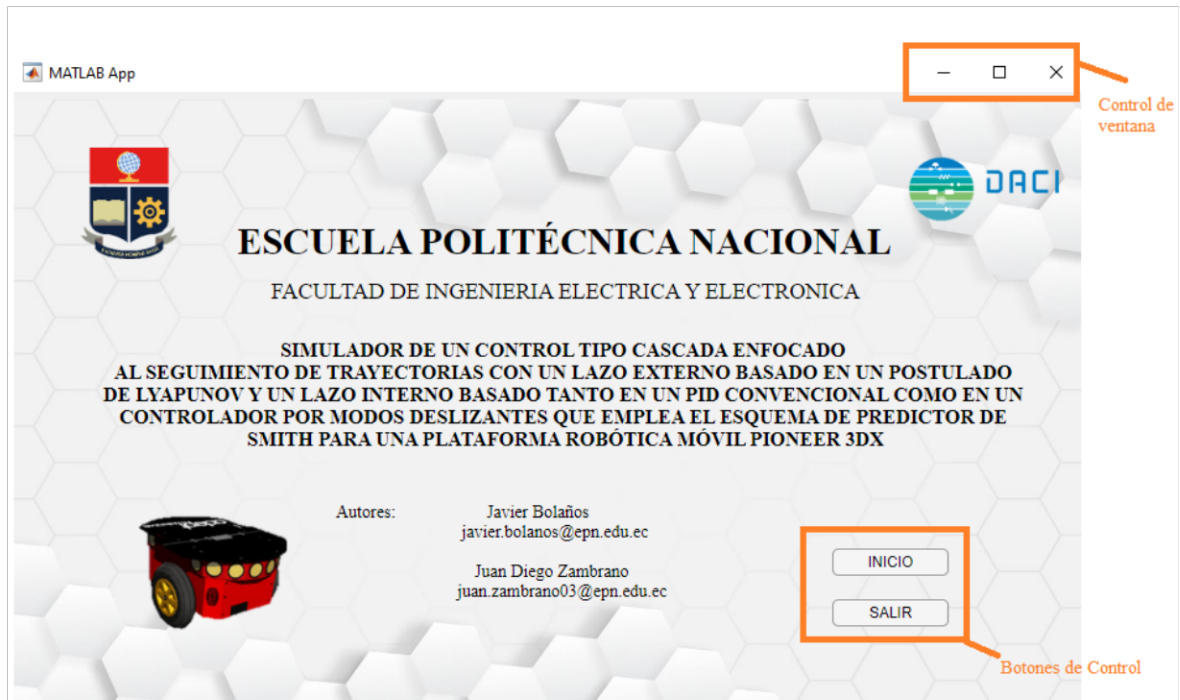 MATLAB App
Control de
ventana
DACI
ESCUELA POLITÉCNICA NACIONAL
FACULTAD DE INGENIERIA ELECTRICA Y ELECTRONICA
SIMULADOR DE UN CONTROL TIPO CASCADA ENFOCADO
AL SEGUIMIENTO DE TRAYECTORIAS CON UN LAZO EXTERNO BASADO EN UN POSTULADO
DE LYAPUNOV Y UN LAZO INTERNO BASADO TANTO EN UN PID CONVENCIONAL COMO EN UN
CONTROLADOR POR MODOS DESLIZANTES QUE EMPLEA EL ESQUEMA DE PREDICTOR DE
SMITH PARA UNA PLATAFORMA ROBÓTICA MÓVIL PIONEER 3DX
Autores: Javier Bolaños
javier.bolanos@epn.edu.ec
Juan Diego Zambrano
juan.zambrano03@epn.edu.ec
INICIO
SALIR
Botones de Control